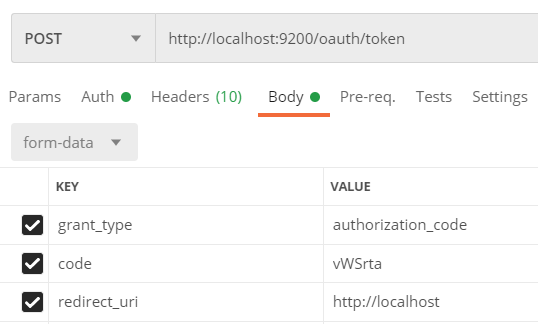 POST http://localhost:9200/oauth/token
Params Auth Headers (10) Body Pre-req. Tests Settings
form-data
KEY VALUE
grant_type authorization_code
code vWSrta
redirect_uri http://localhost